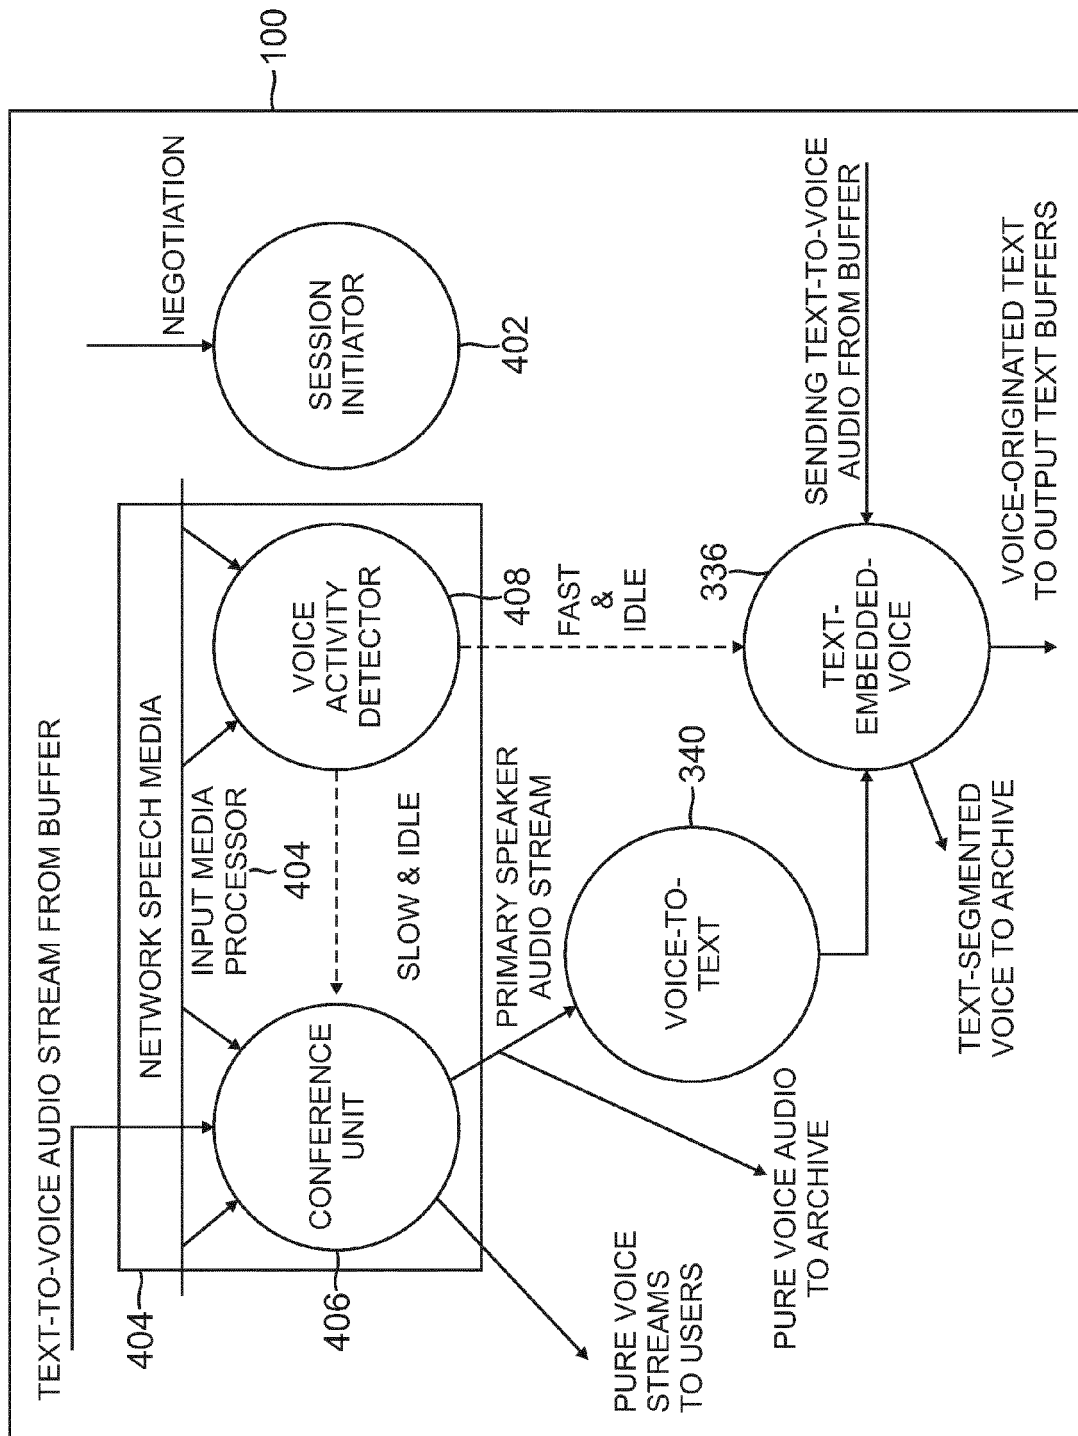 100
TEXT-TO-VOICE AUDIO STREAM FROM BUFFER
404
NETWORK SPEECH MEDIA
INPUT MEDIA
PROCESSOR
404
NEGOTIATION
CONFERENCE
UNIT
406
SLOW & IDLE
VOICE
ACTIVITY
DETECTOR
408
SESSION
INITIATOR
402
PRIMARY SPEAKER
AUDIO STREAM
FAST
&
IDLE
PURE VOICE
STREAMS
TO USERS
PURE VOICE AUDIO
TO ARCHIVE
VOICE-TO-
TEXT
340
336
TEXT-
EMBEDDED-
VOICE
SENDING TEXT-TO-VOICE
AUDIO FROM BUFFER
TEXT-SEGMENTED
VOICE TO ARCHIVE
VOICE-ORIGINATED TEXT
TO OUTPUT TEXT BUFFERS